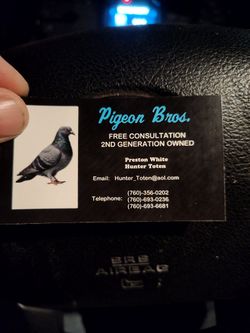 Pigeon Bros.
FREE CONSULTATION
2ND GENERATION OWNED
Preston White
Hunter Toten
Email: Hunter_Toten@aol.com
Telephone: (760)-356-0202
(760)-693-0236
(760)-693-6681
SRS
AIRBAG